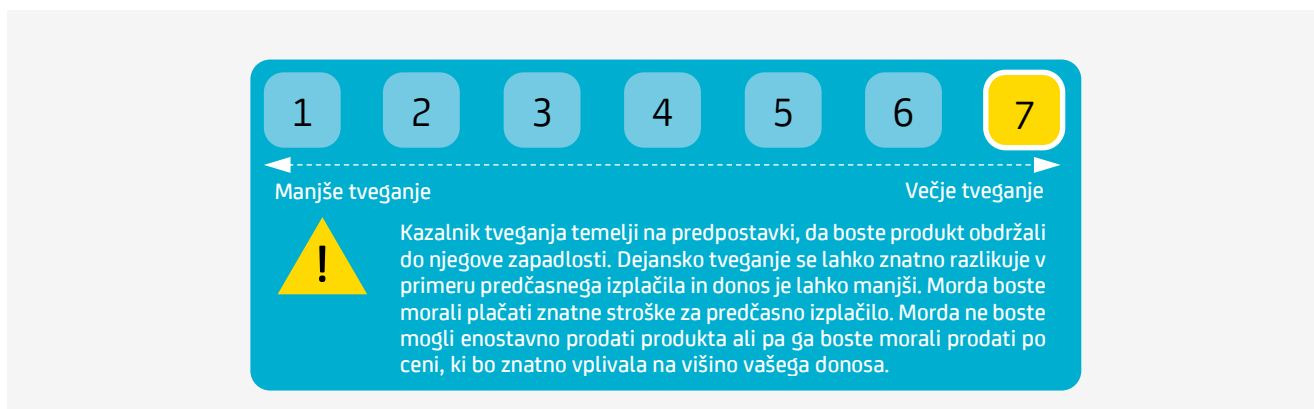 1 2 3 4 5 6 7
Manjše tveganje Večje tveganje
! Kazalnik tveganja temelji na predpostavki, da boste produkt obdržali
do njegove zapadlosti. Dejansko tveganje se lahko znatno razlikuje v
primeru predčasnega izplačila in donos je lahko manjši. Morda boste
morali plačati znatne stroške za predčasno izplačilo. Morda ne boste
mogli enostavno prodati produkta ali pa ga boste morali prodati po
ceni, ki bo znatno vplivala na višino vašega donosa.